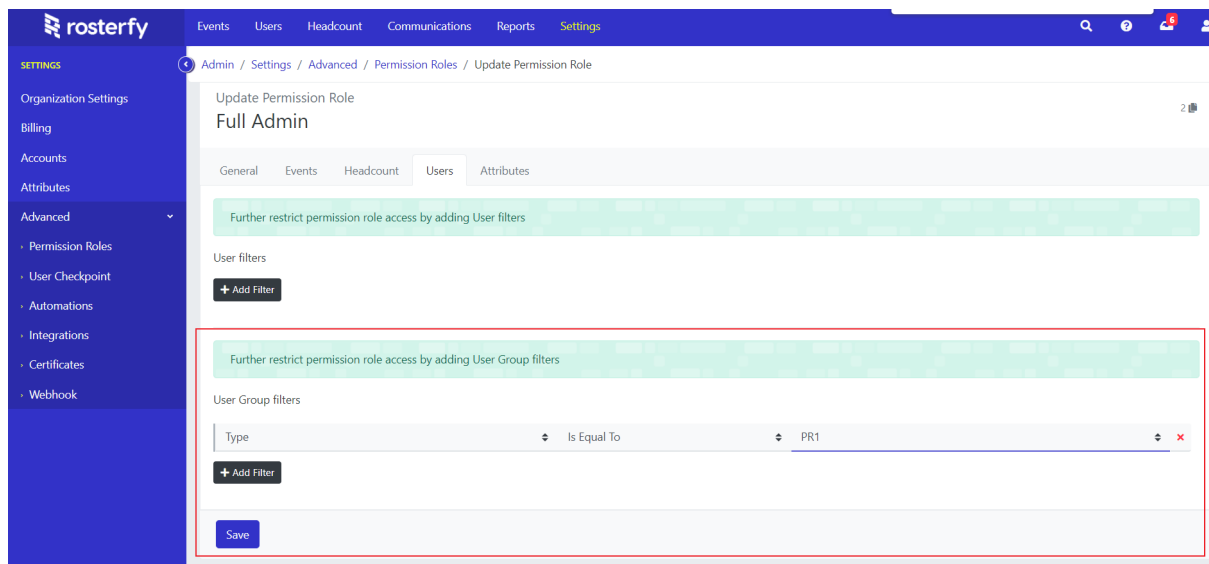 rosterfy
Events Users Headcount Communications Reports Settings
6
SETTINGS
Organization Settings
Billing
Accounts
Attributes
Advanced
Permission Roles
User Checkpoint
Automations
Integrations
Certificates
Webhook
Admin / Settings / Advanced / Permission Roles / Update Permission Role
Update Permission Role
Full Admin
2
General Events Headcount Users Attributes
Further restrict permission role access by adding User filters
User filters
+ Add Filter
Further restrict permission role access by adding User Group filters
User Group filters
Type Is Equal To PR1
+ Add Filter
Save